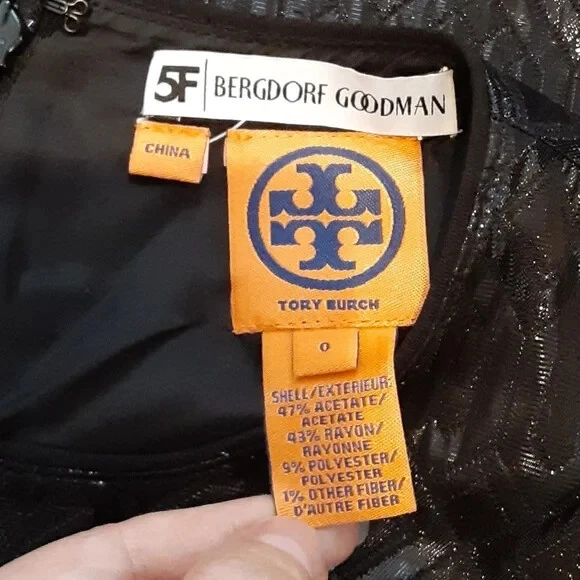 5F BERGDORF GOODMAN
CHINA
TORY BURCH
0
SHELL/EXTERIEUR:
47% ACETATE/
ACETATE
43% RAYON/
RAYONNE
9% POLYESTER/
POLYESTER
1% OTHER FIBER/
D'AUTRE FIBER/